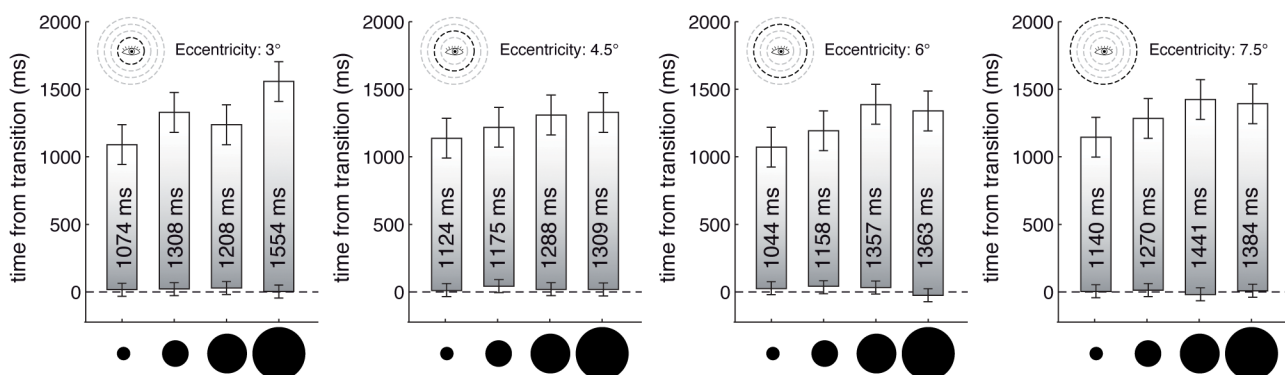 time from transition (ms)
2000
1500
1000
500
0
Eccentricity: 3°
1074 ms
1308 ms
1208 ms
1554 ms
time from transition (ms)
2000
1500
1000
500
0
Eccentricity: 4.5°
1124 ms
1175 ms
1288 ms
1309 ms
time from transition (ms)
2000
1500
1000
500
0
Eccentricity: 6°
1044 ms
1158 ms
1357 ms
1363 ms
time from transition (ms)
2000
1500
1000
500
0
Eccentricity: 7.5°
1140 ms
1270 ms
1441 ms
1384 ms